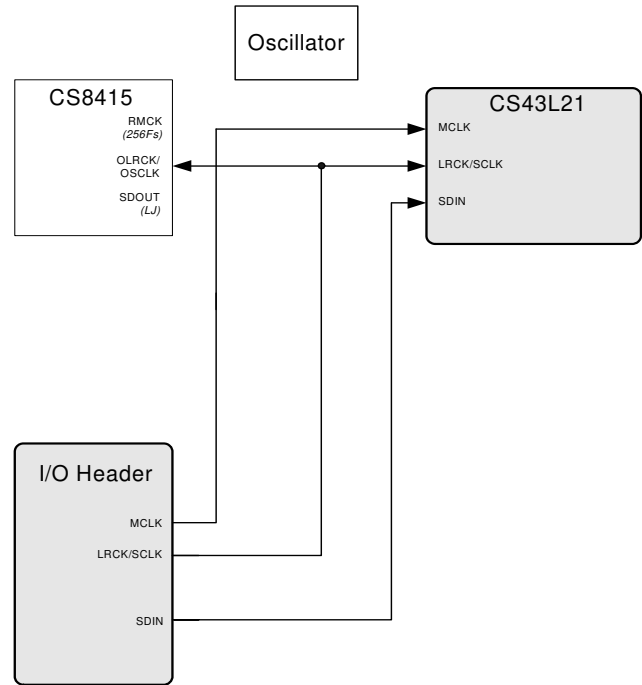 Oscillator
CS8415
RMCK
(256Fs)
OLRCK/
OSCLK
SDOUT
(LJ)
CS43L21
MCLK
LRCK/SCLK
SDIN
I/O Header
MCLK
LRCK/SCLK
SDIN